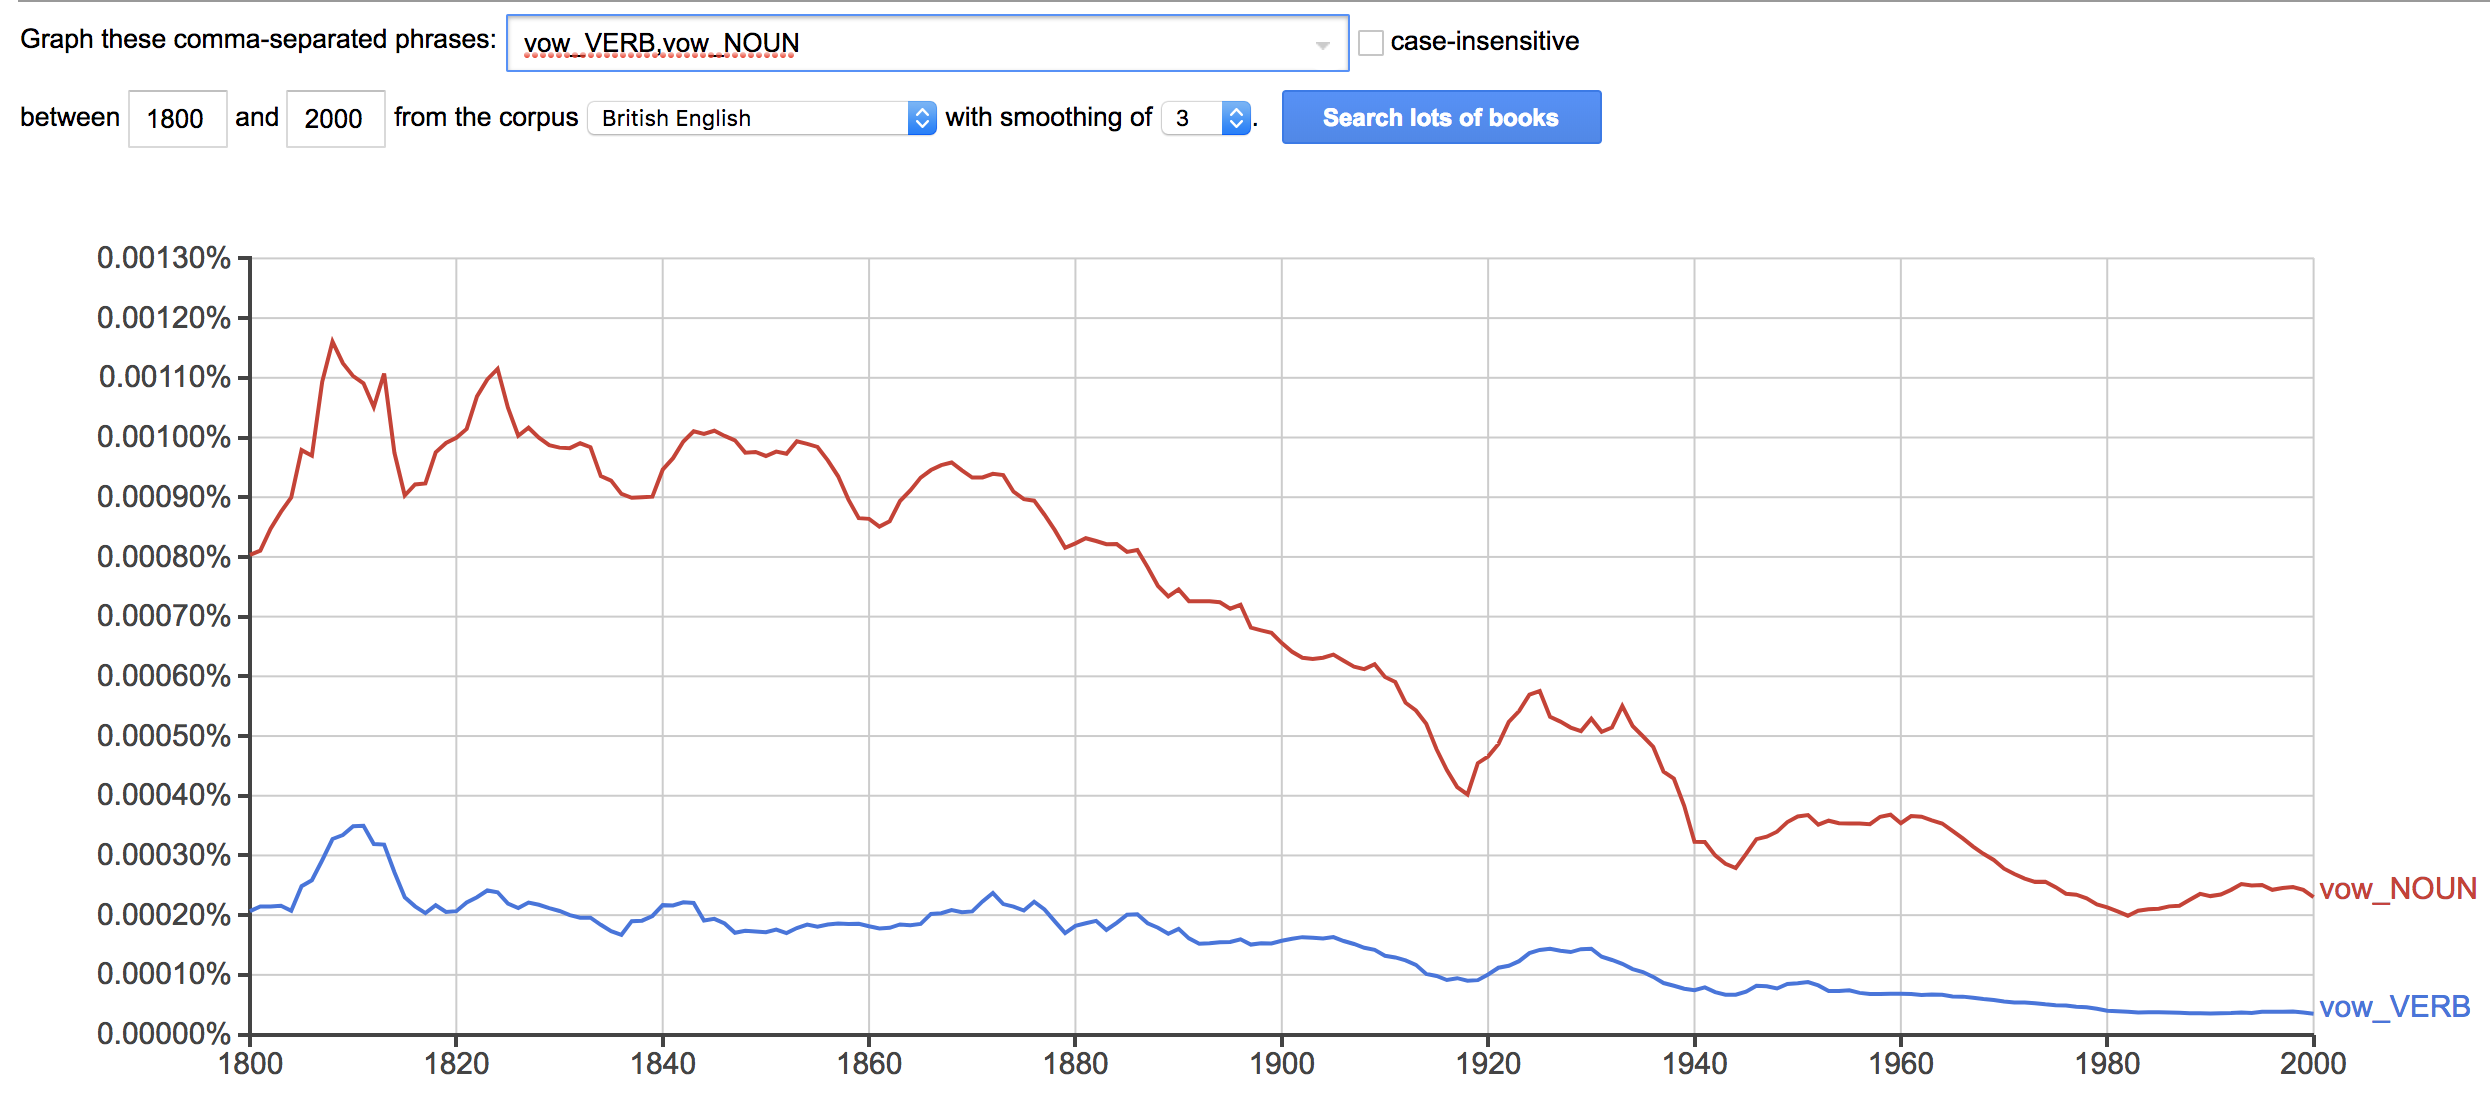 Graph these comma-separated phrases: vow_VERB,vow_NOUN case-insensitive
between 1800 and 2000 from the corpus British English with smoothing of 3 . Search lots of books
0.00130%
0.00120%
0.00110%
0.00100%
0.00090%
0.00080%
0.00070%
0.00060%
0.00050%
0.00040%
0.00030%
vow_NOUN
0.00020%
0.00010%
vow_VERB
0.00000%
1800 1820 1840 1860 1880 1900 1920 1940 1960 1980 2000